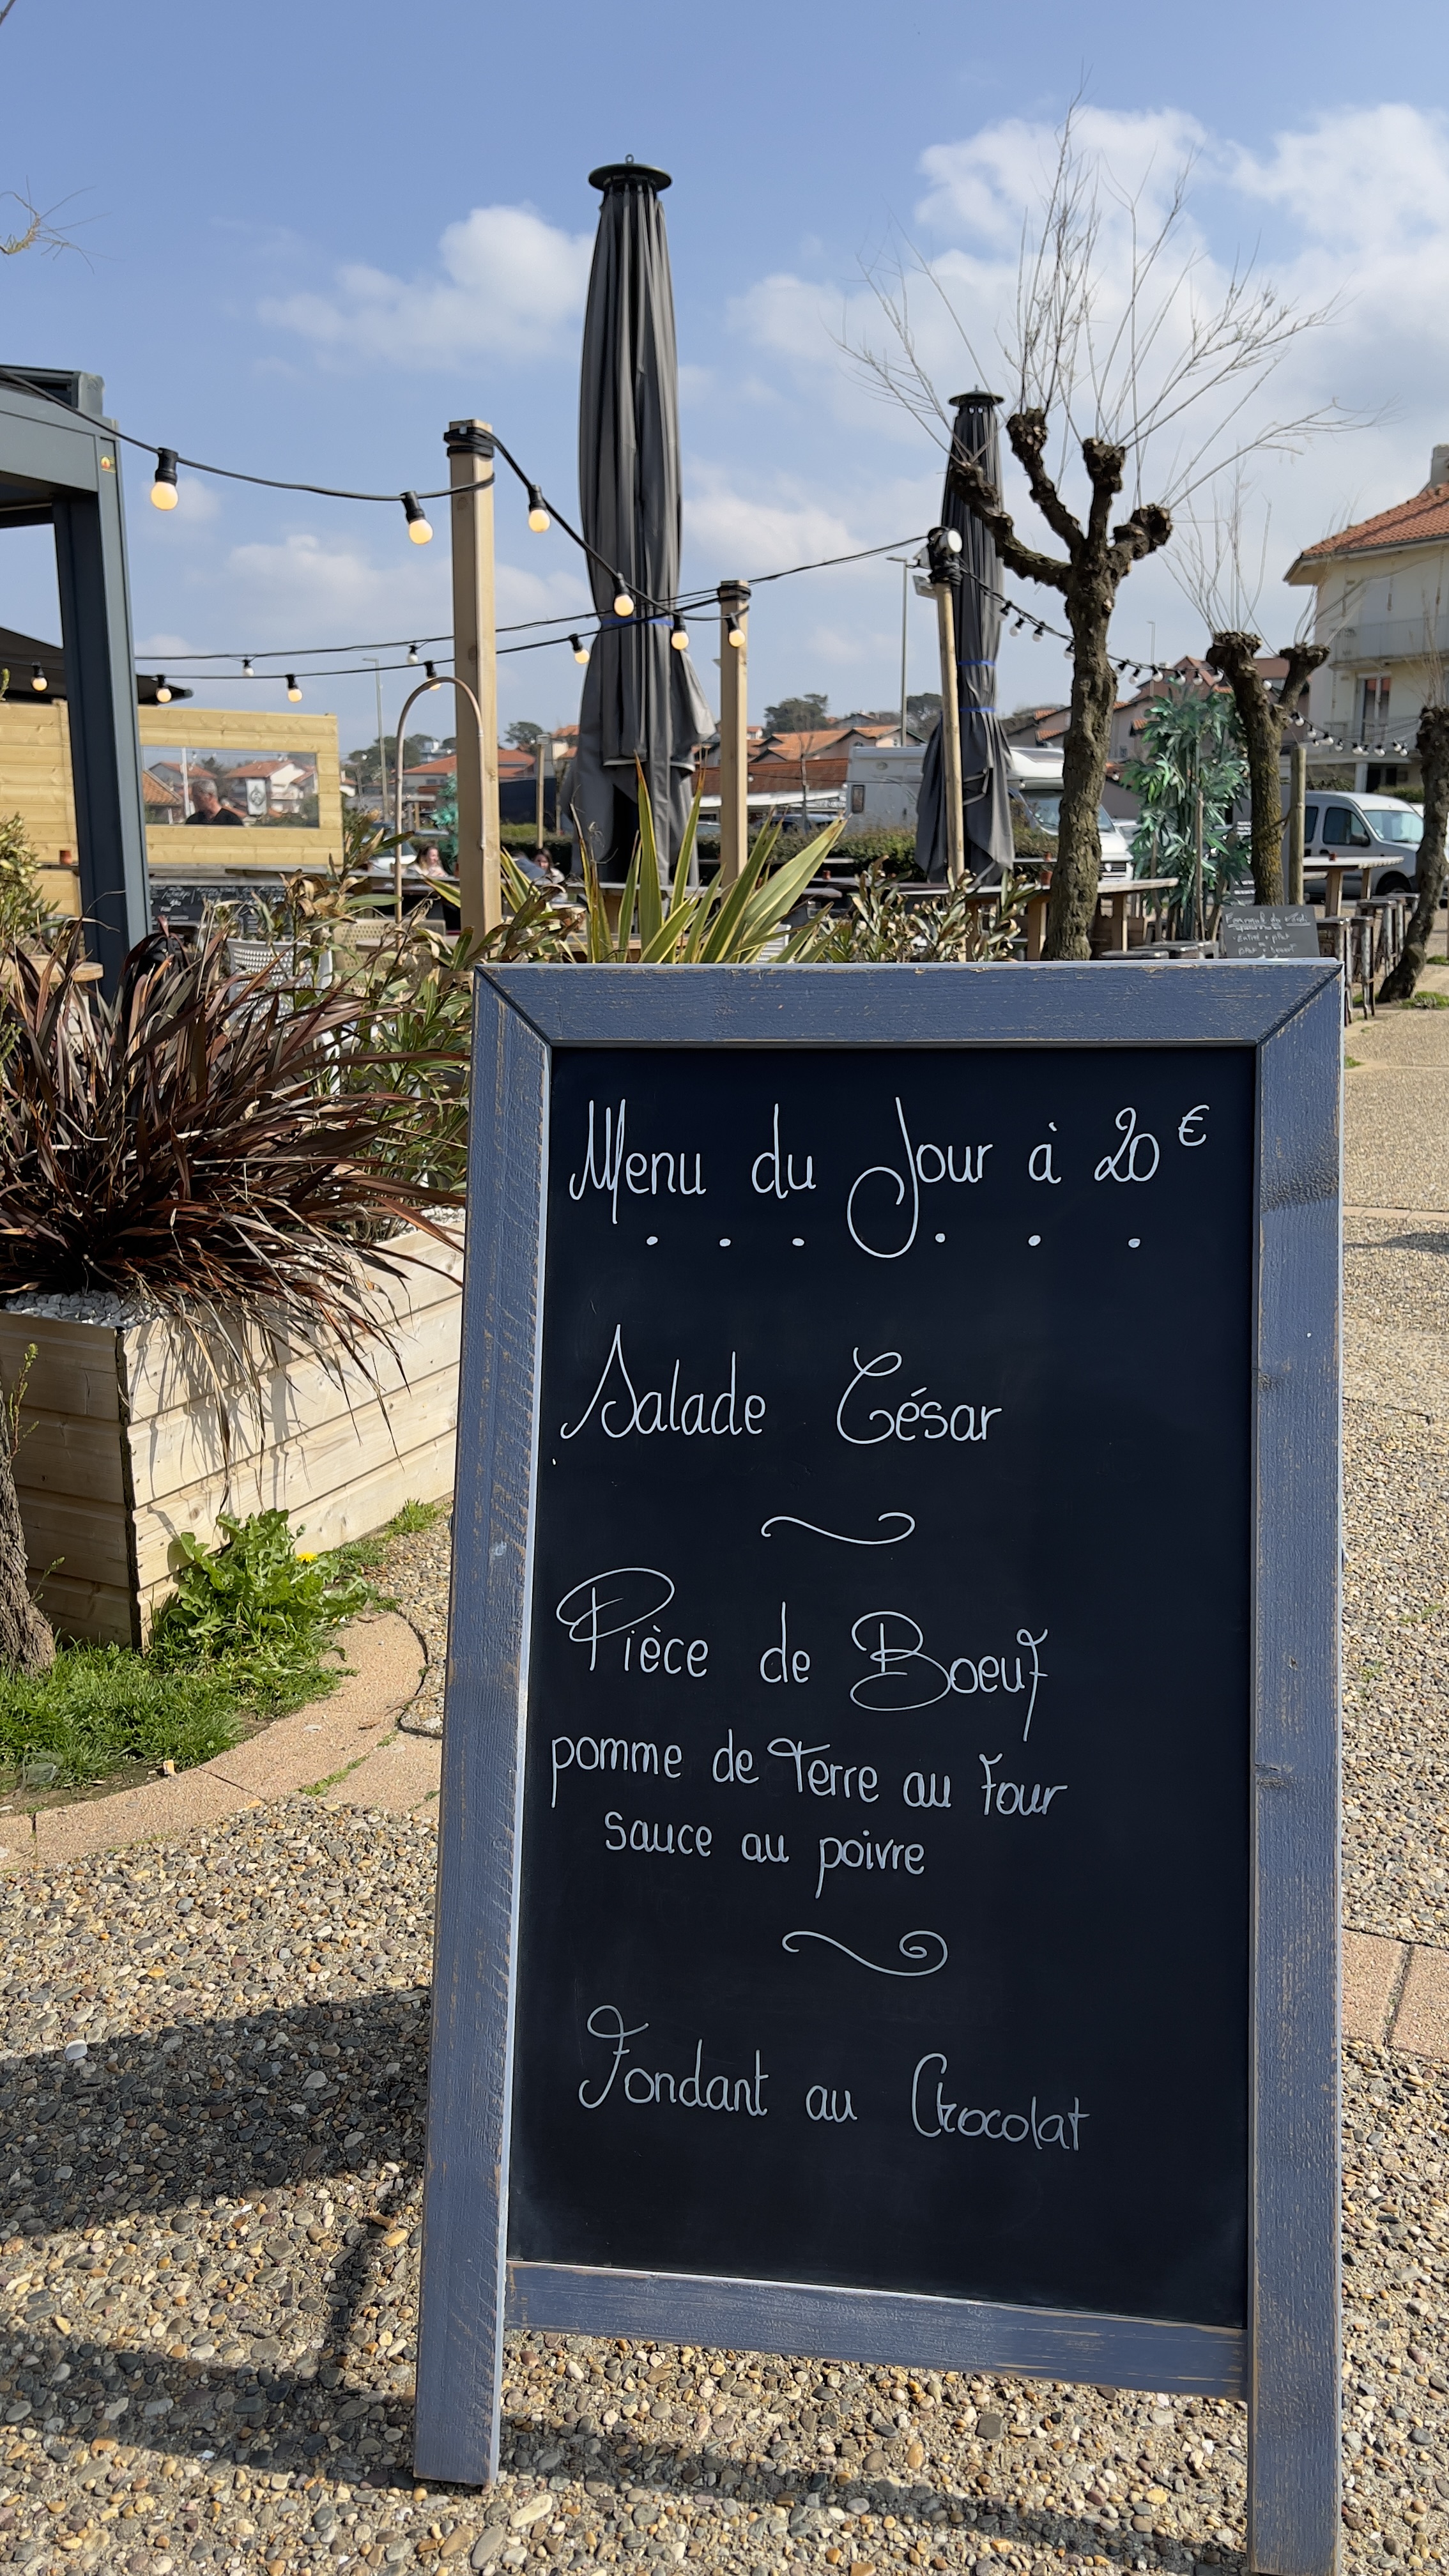 Menu du Jour à 20€
Salade César
Pièce de Boeuf
pomme de Terre au Four
sauce au poivre
Fondant au Chocolat